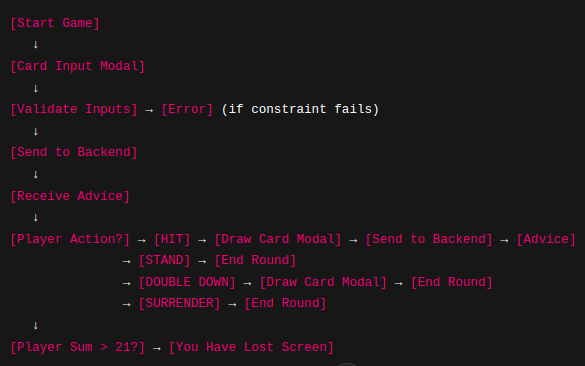 [Start Game]
↓
[Card Input Modal]
↓
[Validate Inputs] → [Error] (if constraint fails)
↓
[Send to Backend]
↓
[Receive Advice]
↓
[Player Action?] → [HIT] → [Draw Card Modal] → [Send to Backend] → [Advice]
→ [STAND] → [End Round]
→ [DOUBLE DOWN] → [Draw Card Modal] → [End Round]
→ [SURRENDER] → [End Round]
↓
[Player Sum > 21?] → [You Have Lost Screen]